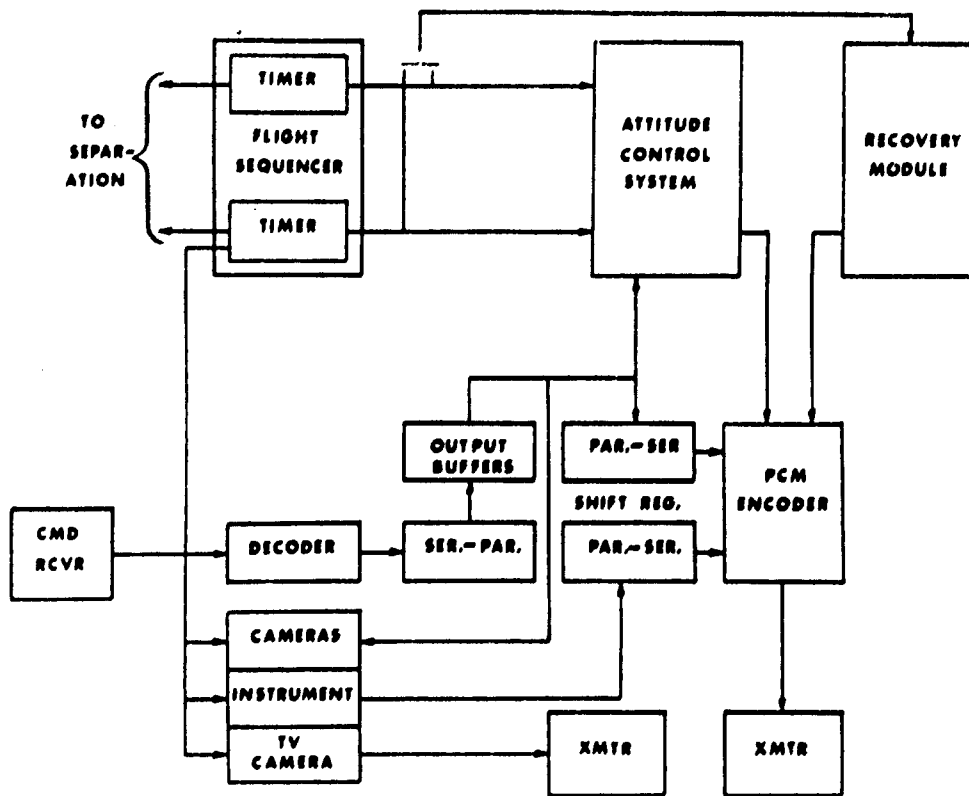 TIMER
FLIGHT
SEQUENCER
TIMER
TO
SEPAR-
ATION
ATTITUDE
CONTROL
SYSTEM
RECOVERY
MODULE
OUTPUT
BUFFERS
PAR.-SER
SHIFT REG.
PCM
ENCODER
CMD
RCVR
DECODER
SER.-PAR.
PAR.-SER.
CAMERAS
INSTRUMENT
TV
CAMERA
XMTR
XMTR